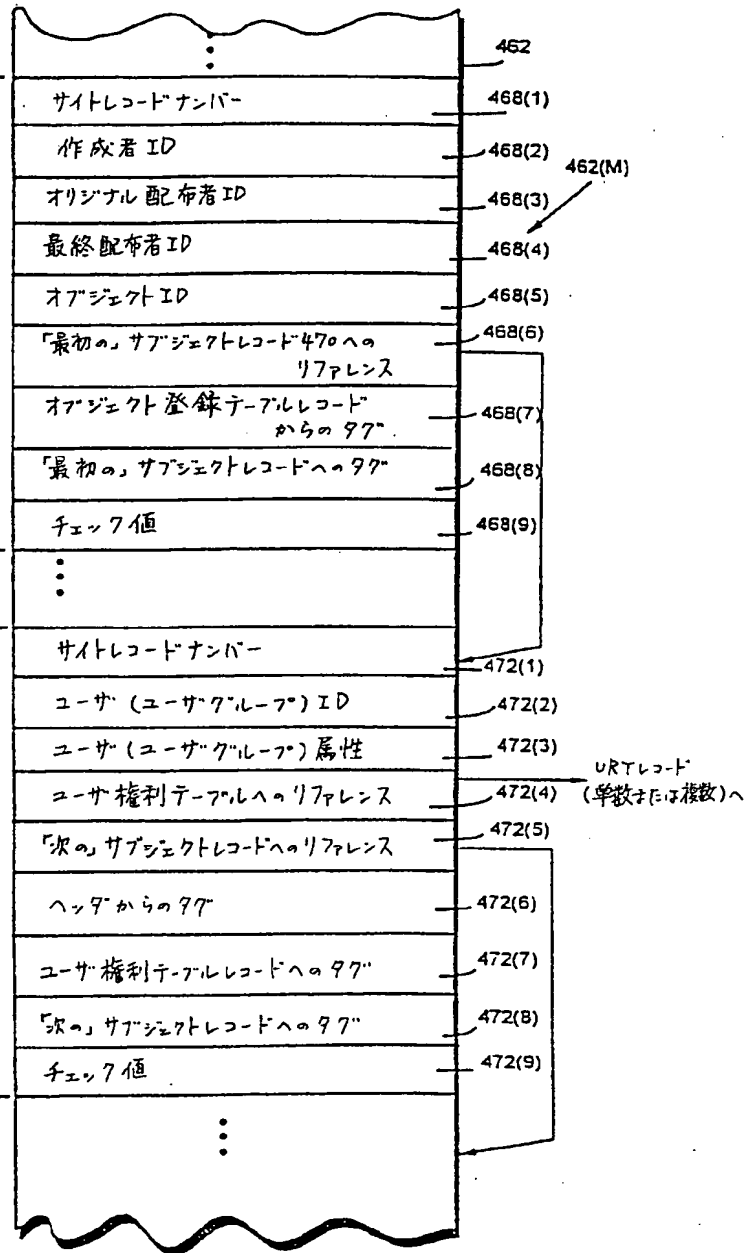 462
サイトレコードナンバー
468(1)
作成者ID
468(2)
462(M)
オリジナル配布者ID
468(3)
最終配布者ID
468(4)
オブジェクトID
468(5)
「最初の」サブジェクトレコード470への
リファレンス
468(6)
オブジェクト登録テーブルレコード
からのタグ
468(7)
「最初の」サブジェクトレコードへのタグ
468(8)
チェック値
468(9)
サイトレコードナンバー
472(1)
ユーザ(ユーザグループ)ID
472(2)
ユーザ(ユーザグループ)属性
472(3)
ユーザ権利テーブルへのリファレンス
472(4)
URTレコード
(単数または複数)へ
「次の」サブジェクトレコードへのリファレンス
472(5)
ヘッダからのタグ
472(6)
ユーザ権利テーブルレコードへのタグ
472(7)
「次の」サブジェクトレコードへのタグ
472(8)
チェック値
472(9)